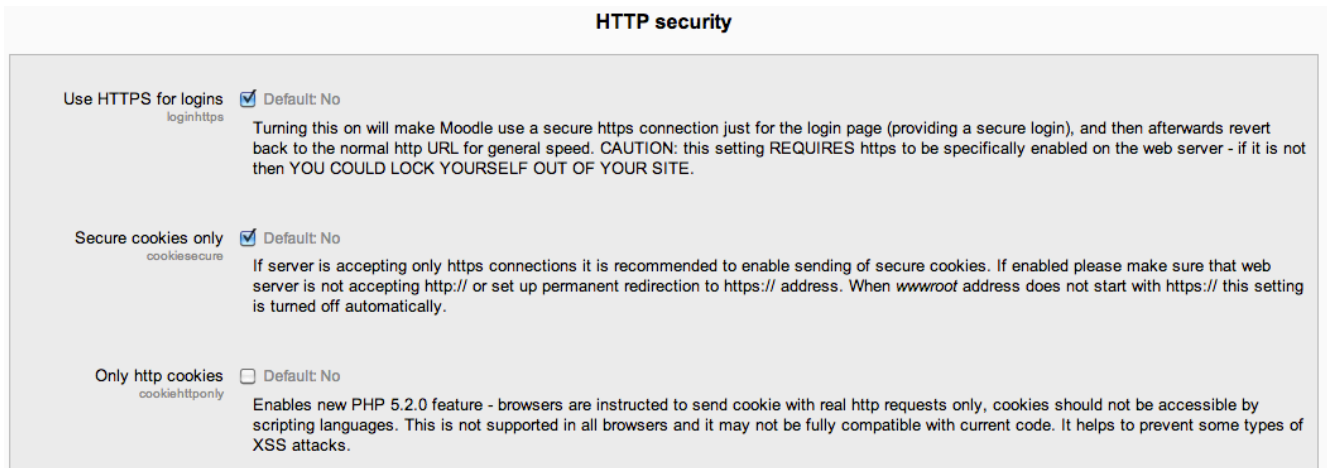 HTTP security
Use HTTPS for logins Default: No
loginhttps
Turning this on will make Moodle use a secure https connection just for the login page (providing a secure login), and then afterwards revert
back to the normal http URL for general speed. CAUTION: this setting REQUIRES https to be specifically enabled on the web server - if it is not
then YOU COULD LOCK YOURSELF OUT OF YOUR SITE.
Secure cookies only Default: No
cookiesecure
If server is accepting only https connections it is recommended to enable sending of secure cookies. If enabled please make sure that web
server is not accepting http:// or set up permanent redirection to https:// address. When wwwroot address does not start with https:// this setting
is turned off automatically.
Only http cookies Default: No
cookiehttponly
Enables new PHP 5.2.0 feature - browsers are instructed to send cookie with real http requests only, cookies should not be accessible by
scripting languages. This is not supported in all browsers and it may not be fully compatible with current code. It helps to prevent some types of
XSS attacks.